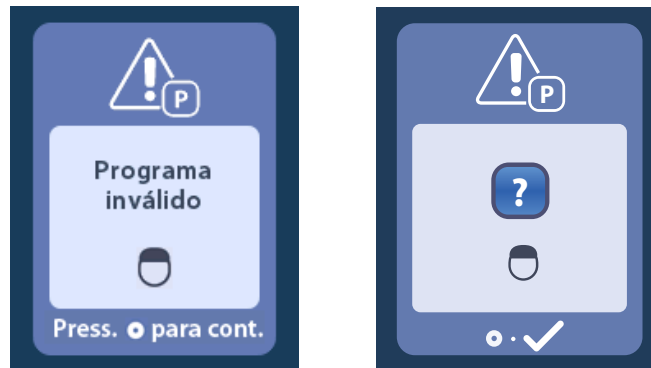 P
Programa
inválido
Press. para cont.
P
?